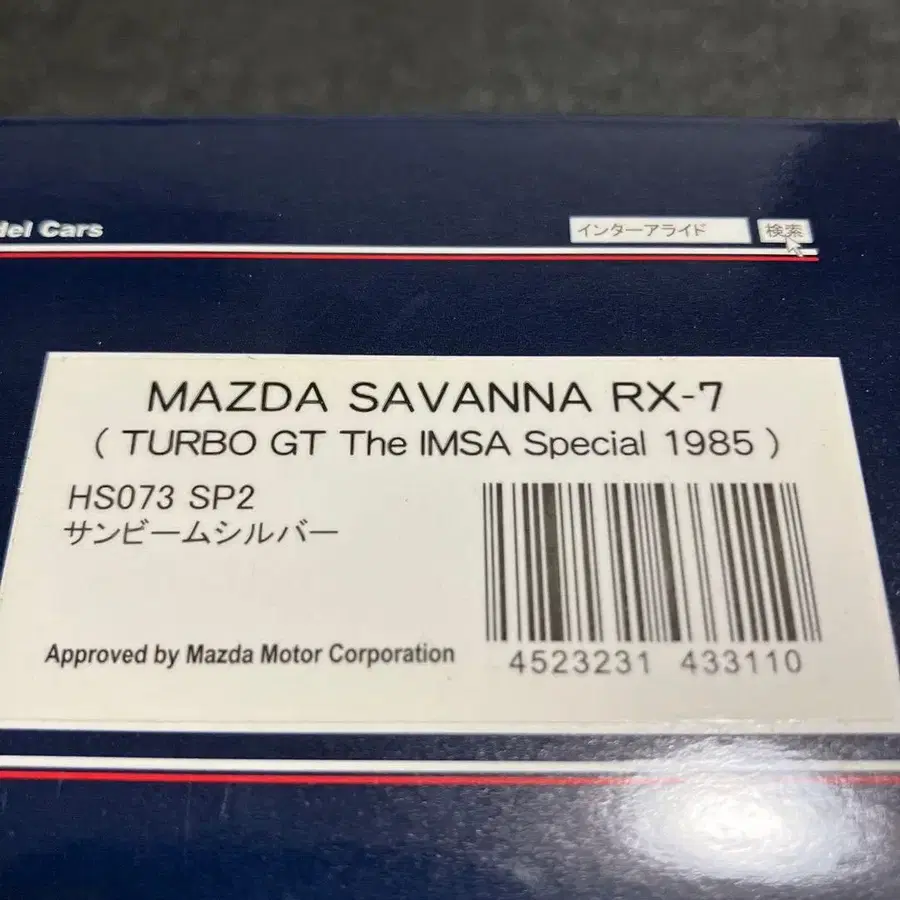 Cars
インターアライド 検索
MAZDA SAVANNA RX-7
( TURBO GT The IMSA Special 1985 )
HS073 SP2
サンビームシルバー
Approved by Mazda Motor Corporation
4523231 433110